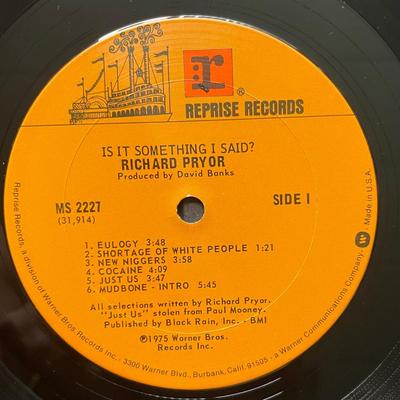 r
®
REPRISE RECORDS
IS IT SOMETHING I SAID?
RICHARD PRYOR
Produced by David Banks
MS 2227
(31,914)
SIDE 1
1. EULOGY 3:48
2. SHORTAGE OF WHITE PEOPLE 1:21
3. NEW NIGGERS 3:58
4. COCAINE 4:09
5. JUST US 3:47
6. MUDBONE - INTRO 5:45
All selections written by Richard Pryor.
"Just Us" stolen from Paul Mooney.
Published by Black Rain, Inc. - BMI
℗1975 Warner Bros.
Records Inc.
Reprise Records, a division of Warner Bros. Records Inc. · 3300 Warner Blvd., Burbank, Calif. 91505 - a Warner Communications Company. W · Made in U.S.A.